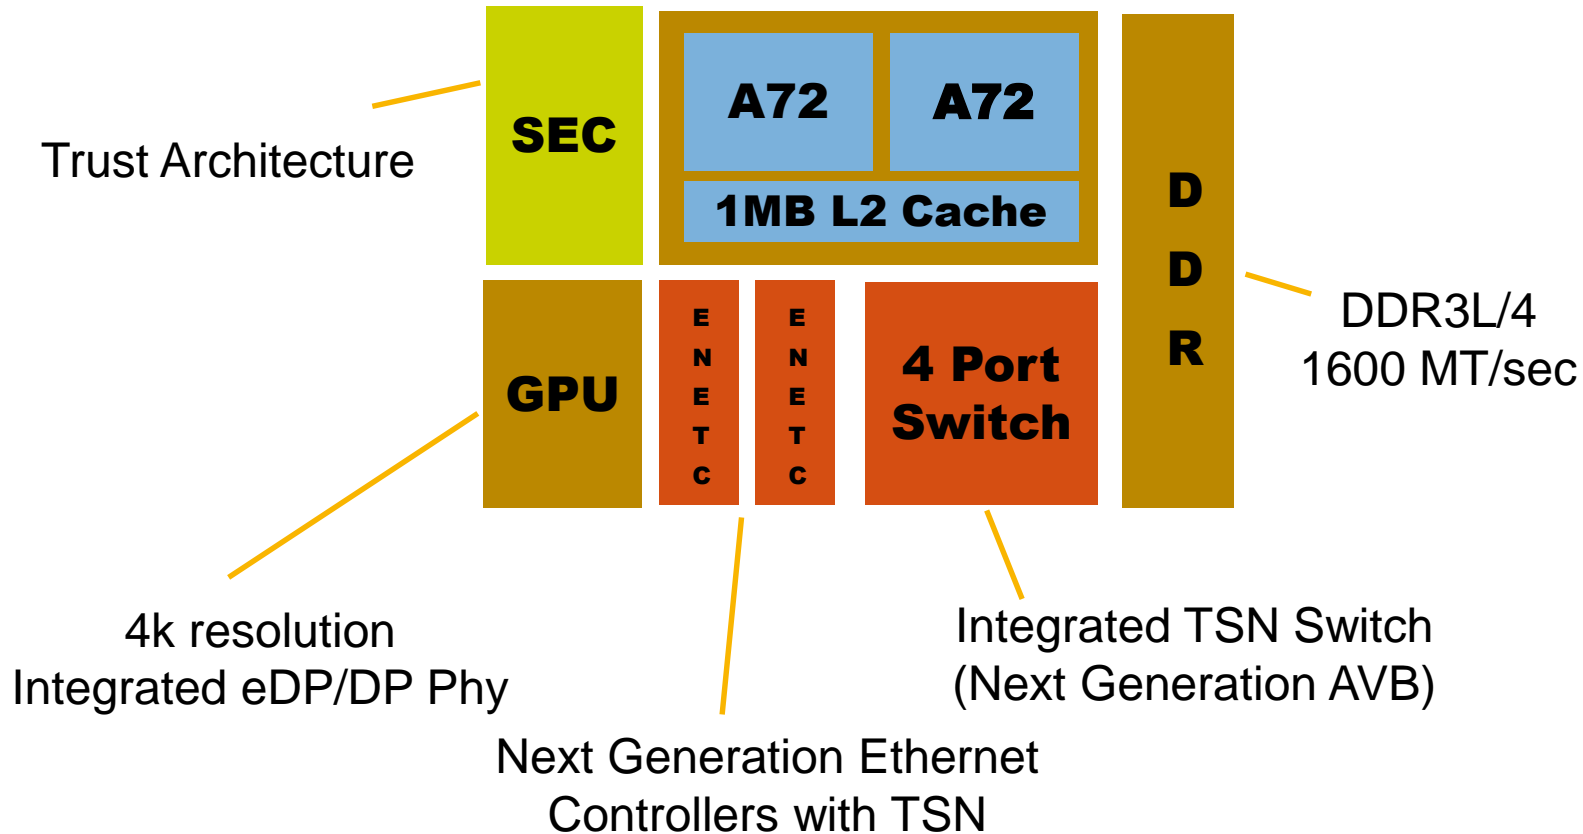 Trust Architecture
SEC
A72
A72
1MB L2 Cache
D
D
R
DDR3L/4
1600 MT/sec
GPU
E
N
E
T
C
E
N
E
T
C
4 Port
Switch
4k resolution
Integrated eDP/DP Phy
Next Generation Ethernet
Controllers with TSN
Integrated TSN Switch
(Next Generation AVB)